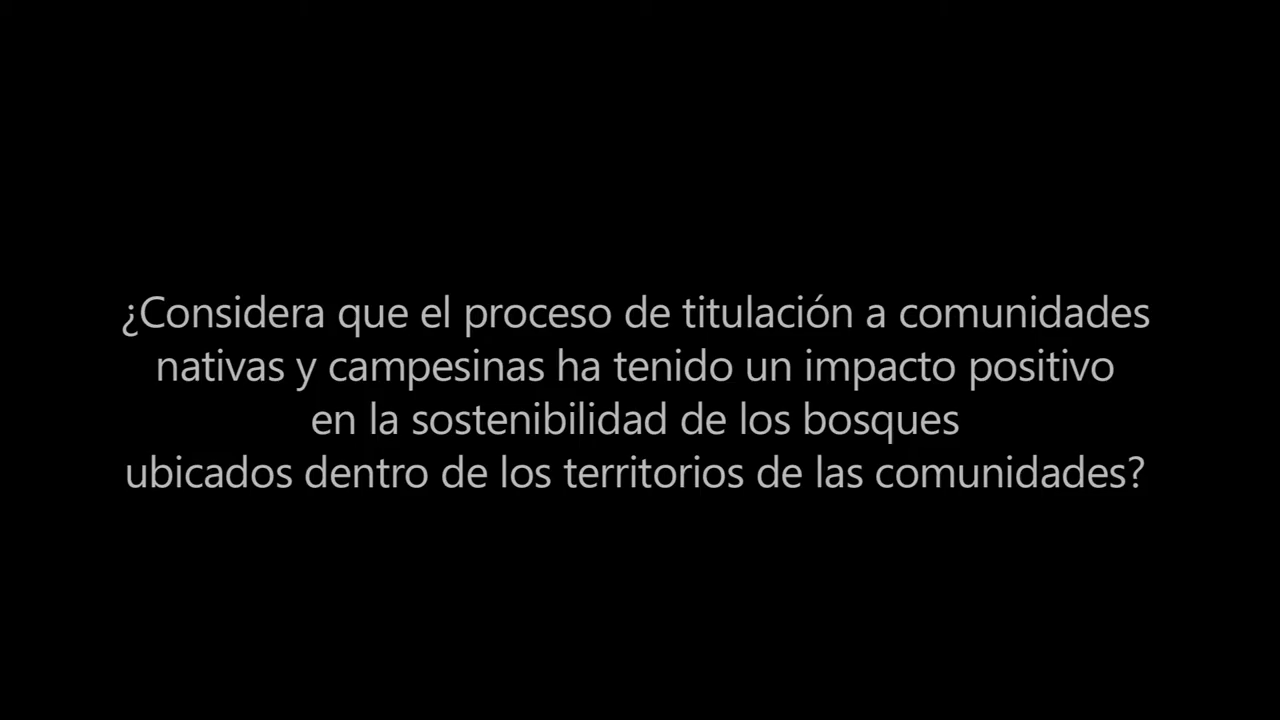 ¿Considera que el proceso de titulación a comunidades
nativas y campesinas ha tenido un impacto positivo
en la sostenibilidad de los bosques
ubicados dentro de los territorios de las comunidades?